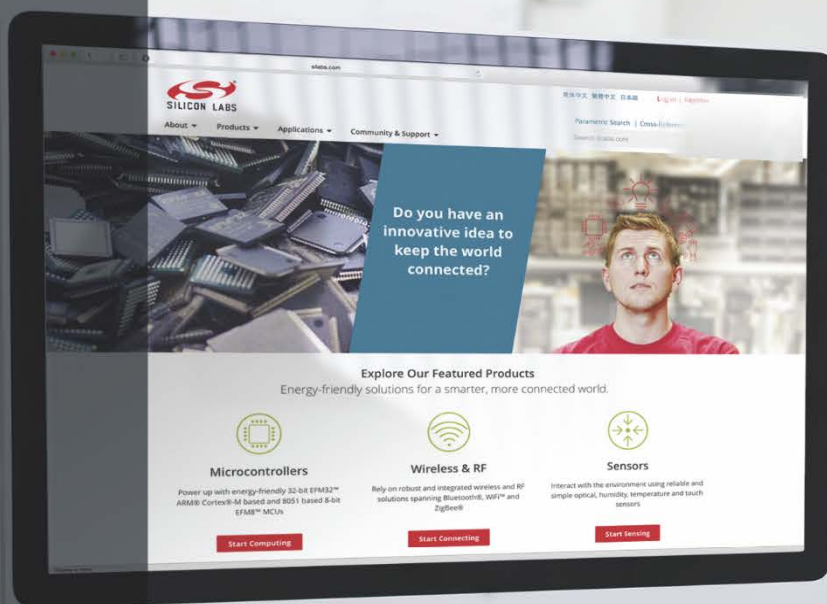 silabs.com
SILICON LABS
简体中文 繁體中文 日本語 Log in | Register
About Products Applications Community & Support
Parametric Search | Cross-Reference
Search silabs.com
Do you have an
innovative idea to
keep the world
connected?
Explore Our Featured Products
Energy-friendly solutions for a smarter, more connected world.
Microcontrollers
Power up with energy-friendly 32-bit EFM32™
ARM® Cortex®-M based and 8051 based 8-bit
EFM8™ MCUs
Start Computing
Wireless & RF
Rely on robust and integrated wireless and RF
solutions spanning Bluetooth®, WiFi™ and
ZigBee®
Start Connecting
Sensors
Interact with the environment using reliable and
simple optical, humidity, temperature and touch
sensors
Start Sensing